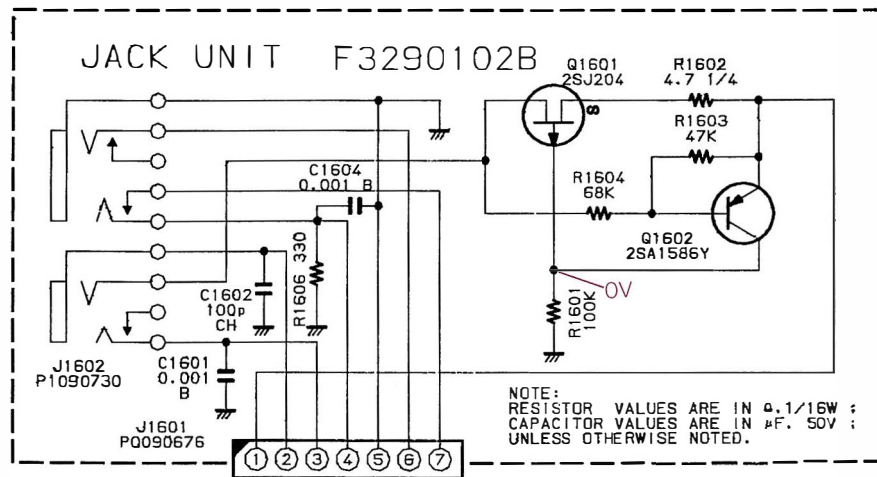 JACK UNIT F3290102B
Q1601
2SJ204
S
R1602
4.7 1/4
R1603
47K
C1604
0.001 B
R1604
68K
Q1602
2SA1586Y
R1606 330
C1602
100p
CH
0V
R1601
100K
J1602
P1090730
C1601
0.001
B
J1601
P0090676
NOTE:
RESISTOR VALUES ARE IN Ω.1/16W ;
CAPACITOR VALUES ARE IN µF. 50V ;
UNLESS OTHERWISE NOTED.
1 2 3 4 5 6 7